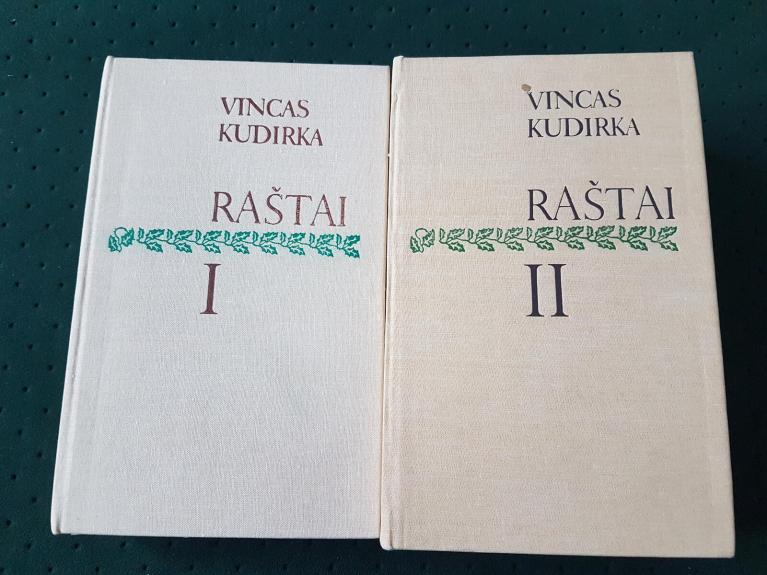 VINCAS
KUDIRKA
RAŠTAI
I
VINCAS
KUDIRKA
RAŠTAI
II